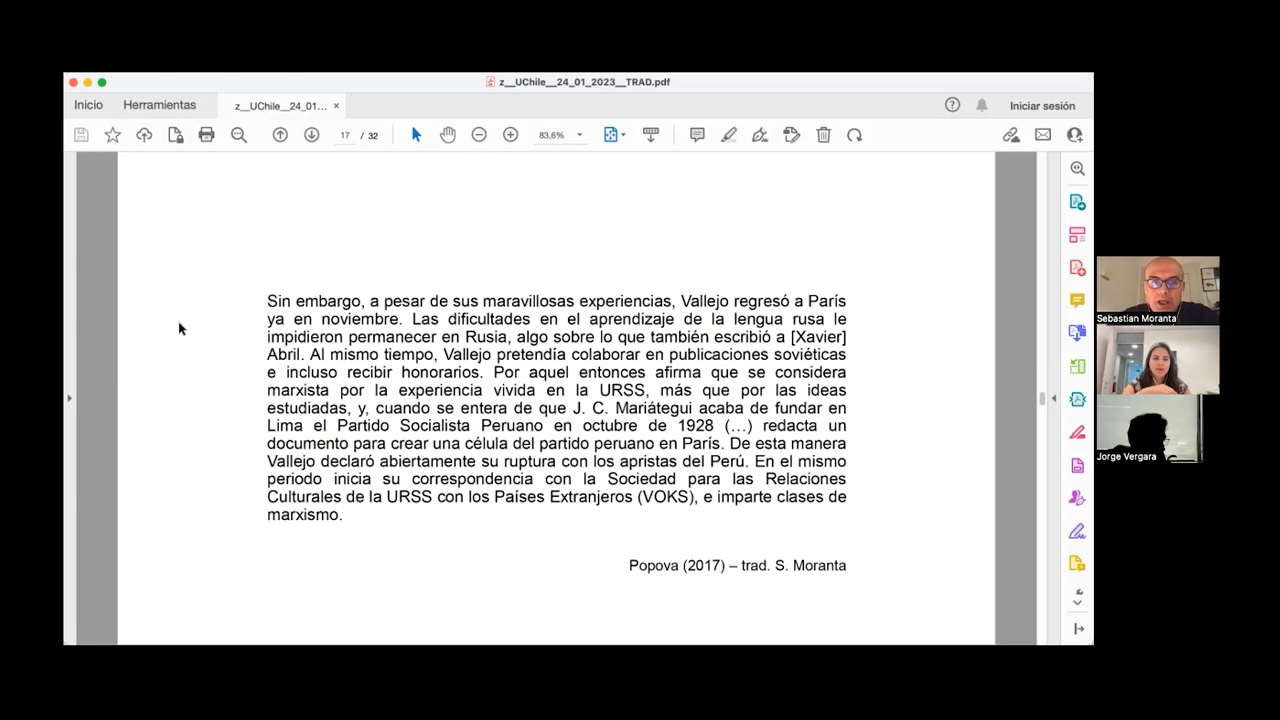 z__UChile__24_01_2023__TRAD.pdf
Inicio Herramientas z__UChile__24_01... × Iniciar sesión
17 / 32 83,6%
Sin embargo, a pesar de sus maravillosas experiencias, Vallejo regresó a París
ya en noviembre. Las dificultades en el aprendizaje de la lengua rusa le
impidieron permanecer en Rusia, algo sobre lo que también escribió a [Xavier]
Abril. Al mismo tiempo, Vallejo pretendía colaborar en publicaciones soviéticas
e incluso recibir honorarios. Por aquel entonces afirma que se considera
marxista por la experiencia vivida en la URSS, más que por las ideas
estudiadas, y, cuando se entera de que J. C. Mariátegui acaba de fundar en
Lima el Partido Socialista Peruano en octubre de 1928 (...) redacta un
documento para crear una célula del partido peruano en París. De esta manera
Vallejo declaró abiertamente su ruptura con los apristas del Perú. En el mismo
periodo inicia su correspondencia con la Sociedad para las Relaciones
Culturales de la URSS con los Países Extranjeros (VOKS), e imparte clases de
marxismo.
Popova (2017) – trad. S. Moranta
Sebastian Moranta
Jorge Vergara